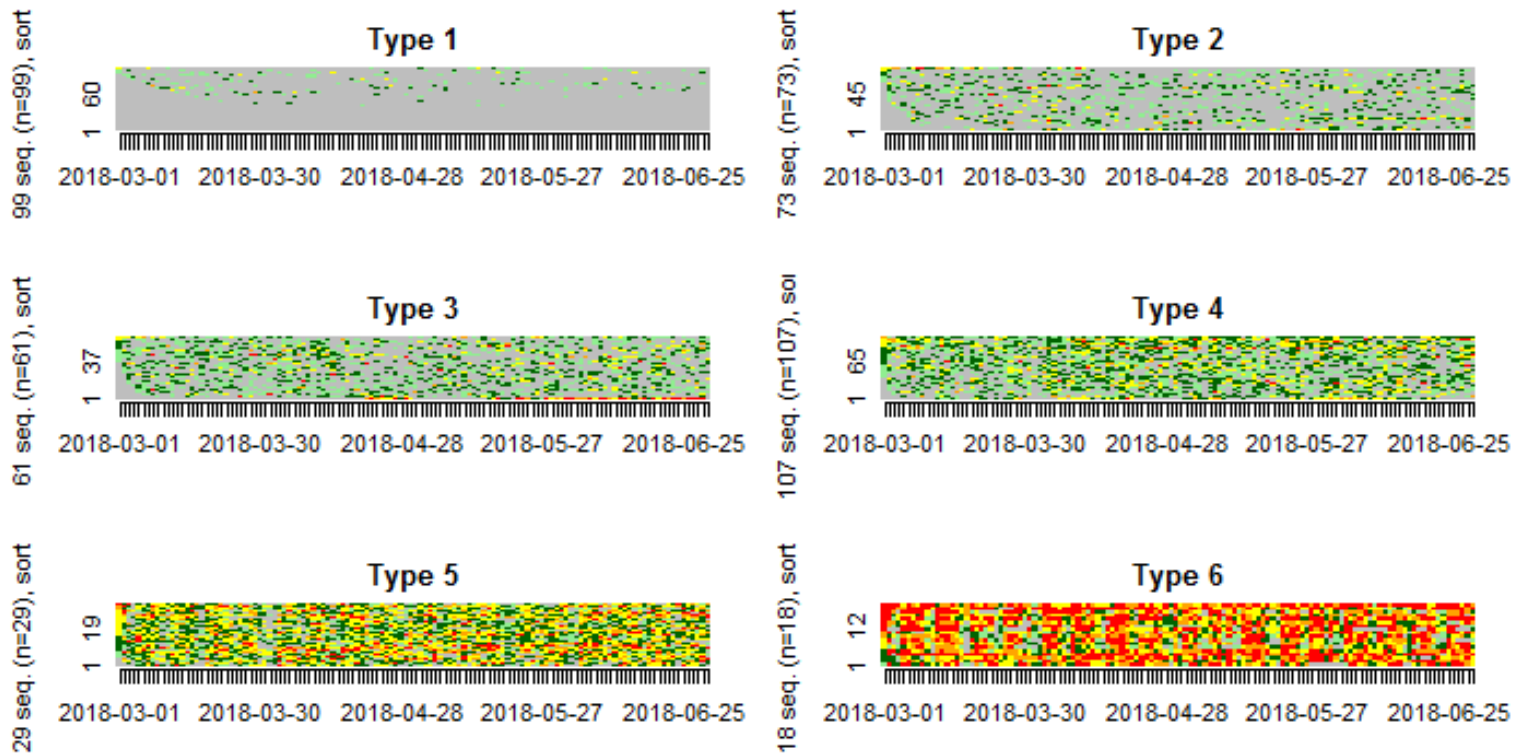 Type 1
99 seq. (n=99), sort
1 60
2018-03-01 2018-03-30 2018-04-28 2018-05-27 2018-06-25
Type 2
73 seq. (n=73), sort
1 45
2018-03-01 2018-03-30 2018-04-28 2018-05-27 2018-06-25
Type 3
61 seq. (n=61), sort
1 37
2018-03-01 2018-03-30 2018-04-28 2018-05-27 2018-06-25
Type 4
107 seq. (n=107), sor
1 65
2018-03-01 2018-03-30 2018-04-28 2018-05-27 2018-06-25
Type 5
29 seq. (n=29), sort
1 19
2018-03-01 2018-03-30 2018-04-28 2018-05-27 2018-06-25
Type 6
18 seq. (n=18), sort
1 12
2018-03-01 2018-03-30 2018-04-28 2018-05-27 2018-06-25